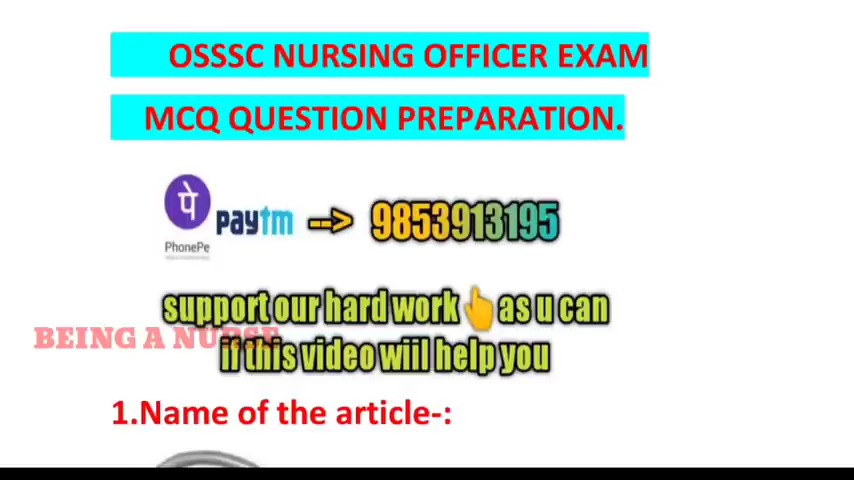 OSSSC NURSING OFFICER EXAM
MCQ QUESTION PREPARATION.
पे paytm --> 9853913195
PhonePe
support our hard work 👆 as u can
BEING A NURSE
if this video wiil help you
1.Name of the article-: